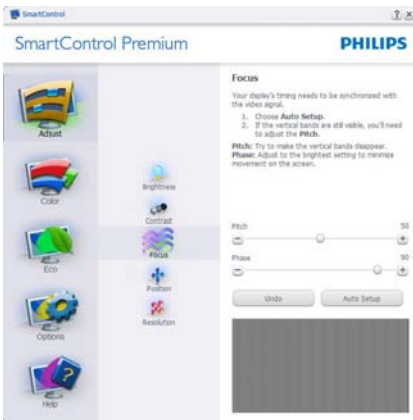 SmartControl
? x
SmartControl Premium
PHILIPS
Adjust
Color
Eco
Options
Help
Brightness
Contrast
Focus
Position
Resolution
Focus
Your display's timing needs to be synchronized with
the video signal.
1. Choose Auto Setup.
2. If the vertical bands are still visible, you'll need
to adjust the Pitch.
Pitch: Try to make the vertical bands disappear.
Phase: Adjust to the brightest setting to minimize
movement on the screen.
Pitch 50
Phase 90
Undo Auto Setup